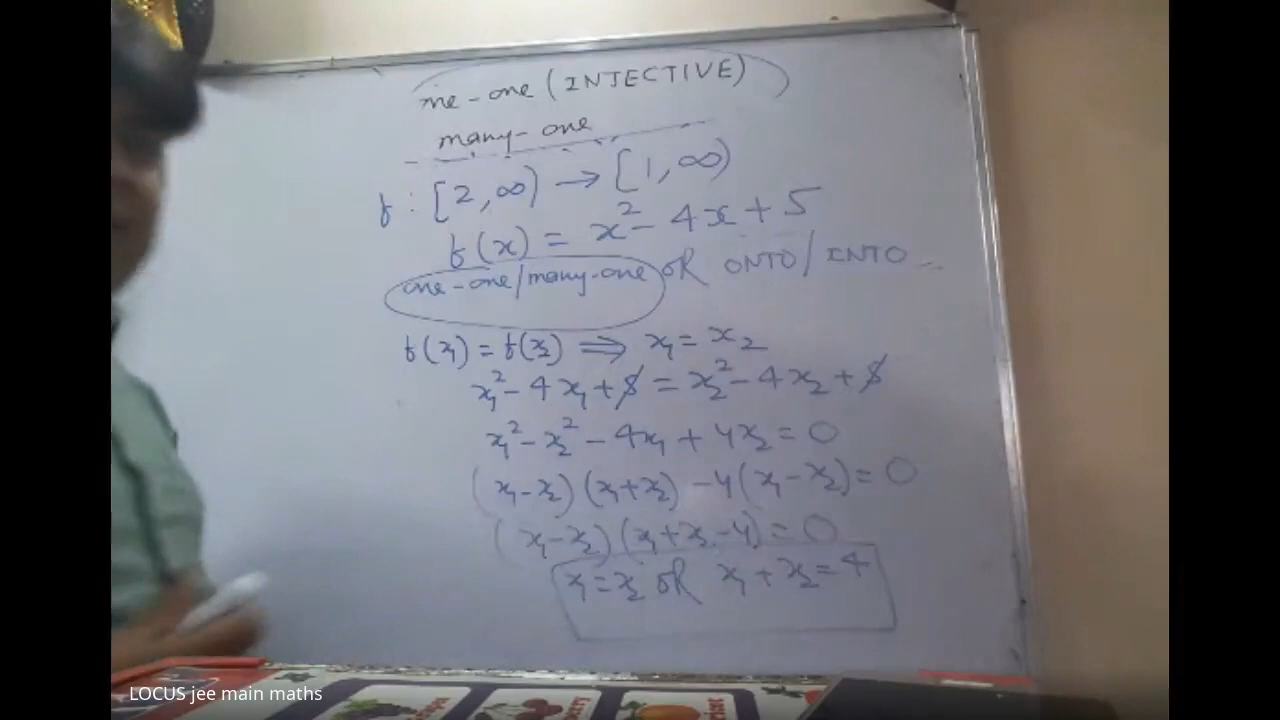 one-one (INJECTIVE)
many-one
f : [2, ∞) → [1, ∞)
f(x) = x² - 4x + 5
one-one/many-one OR ONTO/INTO
f(x₁) = f(x₂) ⟹ x₁ = x₂
x₁² - 4x₁ + 5 = x₂² - 4x₂ + 5
x₁² - x₂² - 4x₁ + 4x₂ = 0
(x₁ - x₂)(x₁ + x₂) - 4(x₁ - x₂) = 0
(x₁ - x₂)(x₁ + x₂ - 4) = 0
x₁ = x₂ OR x₁ + x₂ = 4
LOCUS jee main maths